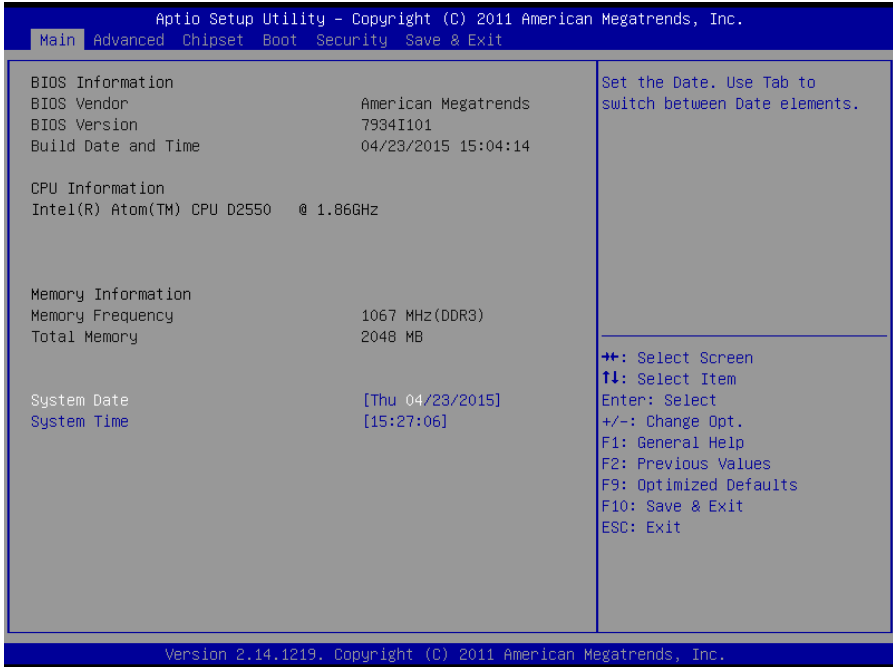 Aptio Setup Utility – Copyright (C) 2011 American Megatrends, Inc.
Main Advanced Chipset Boot Security Save & Exit
BIOS Information
BIOS Vendor American Megatrends
BIOS Version 7934I101
Build Date and Time 04/23/2015 15:04:14
CPU Information
Intel(R) Atom(TM) CPU D2550 @ 1.86GHz
Memory Information
Memory Frequency 1067 MHz(DDR3)
Total Memory 2048 MB
System Date [Thu 04/23/2015]
System Time [15:27:06]
Set the Date. Use Tab to
switch between Date elements.
→←: Select Screen
↑↓: Select Item
Enter: Select
+/-: Change Opt.
F1: General Help
F2: Previous Values
F9: Optimized Defaults
F10: Save & Exit
ESC: Exit
Version 2.14.1219. Copyright (C) 2011 American Megatrends, Inc.